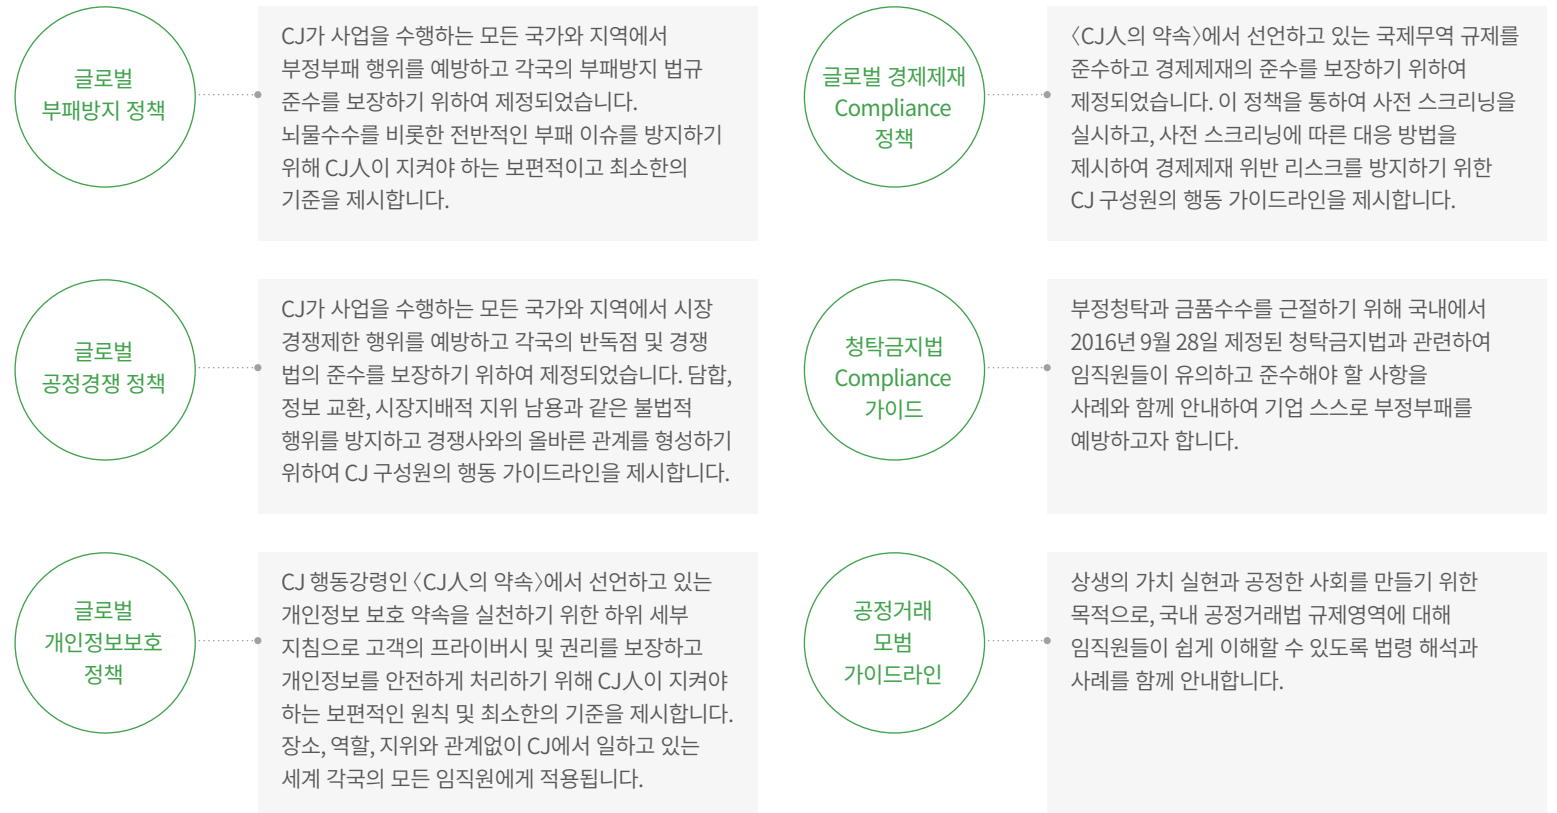 글로벌
부패방지 정책
CJ가 사업을 수행하는 모든 국가와 지역에서
부정부패 행위를 예방하고 각국의 부패방지 법규
준수를 보장하기 위하여 제정되었습니다.
뇌물수수를 비롯한 전반적인 부패 이슈를 방지하기
위해 CJ人이 지켜야 하는 보편적이고 최소한의
기준을 제시합니다.
글로벌 경제제재
Compliance
정책
〈CJ人의 약속〉에서 선언하고 있는 국제무역 규제를
준수하고 경제제재의 준수를 보장하기 위하여
제정되었습니다. 이 정책을 통하여 사전 스크리닝을
실시하고, 사전 스크리닝에 따른 대응 방법을
제시하여 경제제재 위반 리스크를 방지하기 위한
CJ 구성원의 행동 가이드라인을 제시합니다.
글로벌
공정경쟁 정책
CJ가 사업을 수행하는 모든 국가와 지역에서 시장
경쟁제한 행위를 예방하고 각국의 반독점 및 경쟁
법의 준수를 보장하기 위하여 제정되었습니다. 담합,
정보 교환, 시장지배적 지위 남용과 같은 불법적
행위를 방지하고 경쟁사와의 올바른 관계를 형성하기
위하여 CJ 구성원의 행동 가이드라인을 제시합니다.
청탁금지법
Compliance
가이드
부정청탁과 금품수수를 근절하기 위해 국내에서
2016년 9월 28일 제정된 청탁금지법과 관련하여
임직원들이 유의하고 준수해야 할 사항을
사례와 함께 안내하여 기업 스스로 부정부패를
예방하고자 합니다.
글로벌
개인정보보호
정책
CJ 행동강령인 〈CJ人의 약속〉에서 선언하고 있는
개인정보 보호 약속을 실천하기 위한 하위 세부
지침으로 고객의 프라이버시 및 권리를 보장하고
개인정보를 안전하게 처리하기 위해 CJ人이 지켜야
하는 보편적인 원칙 및 최소한의 기준을 제시합니다.
장소, 역할, 지위와 관계없이 CJ에서 일하고 있는
세계 각국의 모든 임직원에게 적용됩니다.
공정거래
모범
가이드라인
상생의 가치 실현과 공정한 사회를 만들기 위한
목적으로, 국내 공정거래법 규제영역에 대해
임직원들이 쉽게 이해할 수 있도록 법령 해석과
사례를 함께 안내합니다.